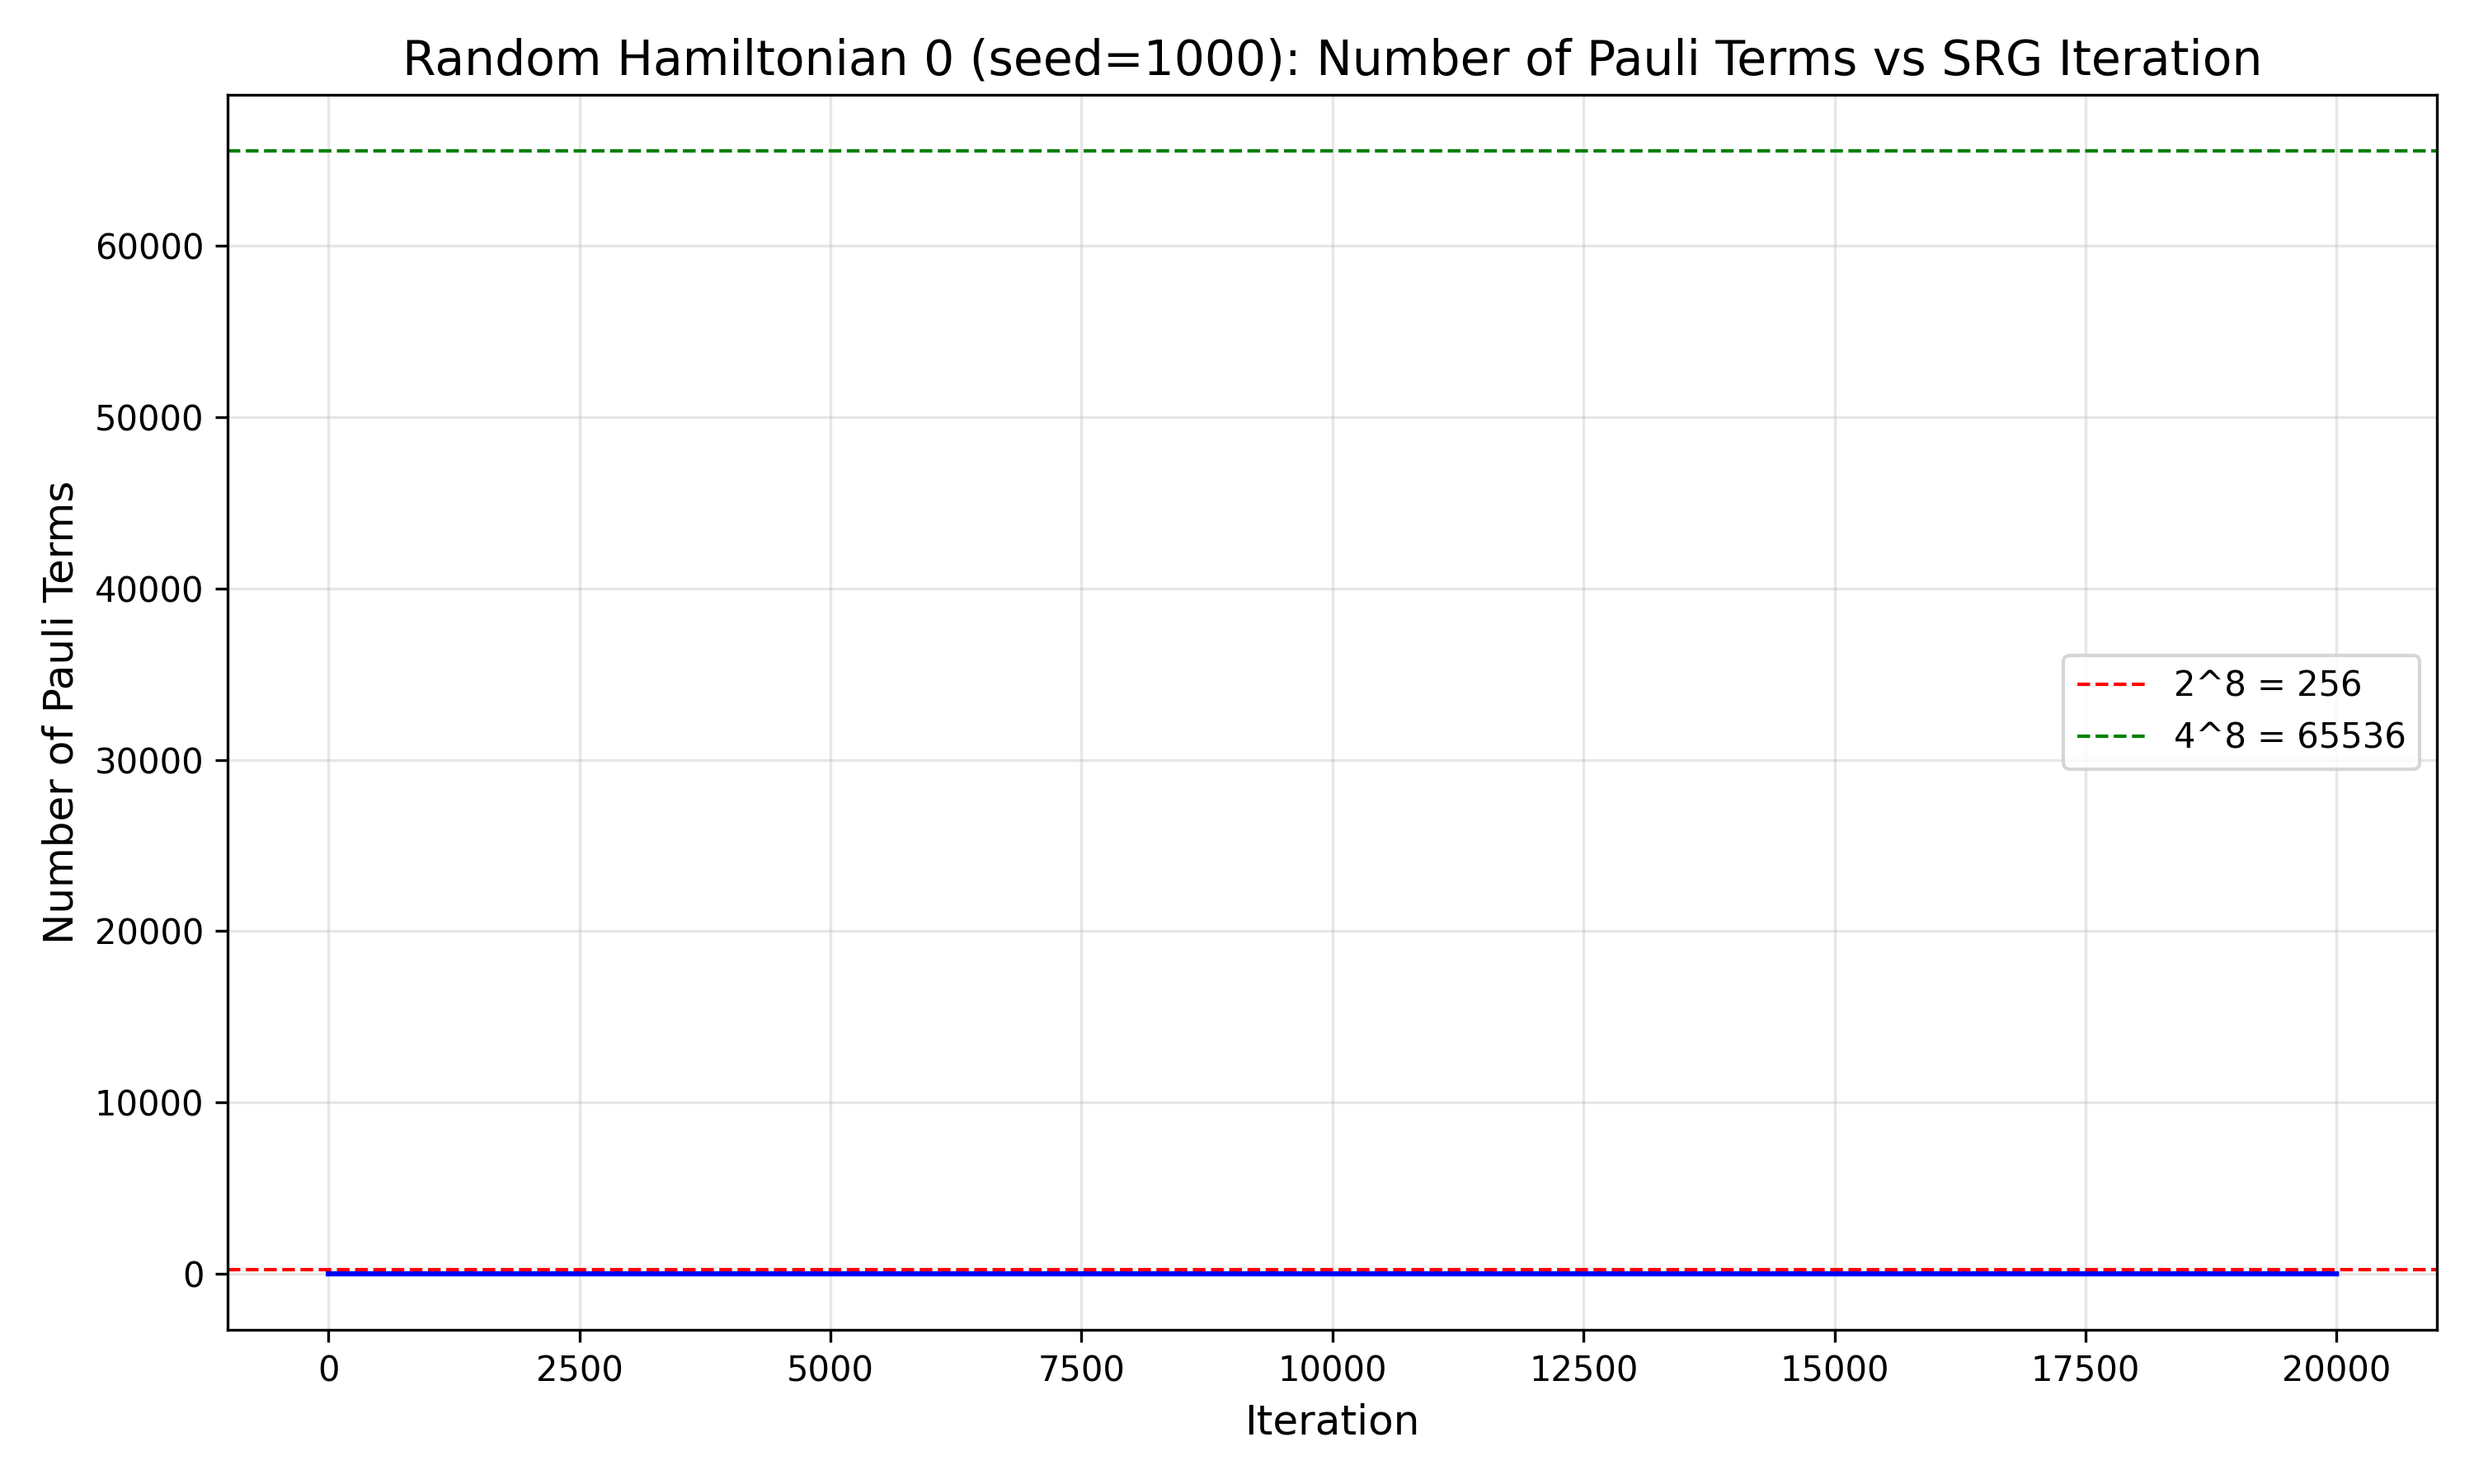 Random Hamiltonian 0 (seed=1000): Number of Pauli Terms vs SRG Iteration
Number of Pauli Terms
60000
50000
40000
30000
20000
10000
0
2^8 = 256
4^8 = 65536
0 2500 5000 7500 10000 12500 15000 17500 20000
Iteration